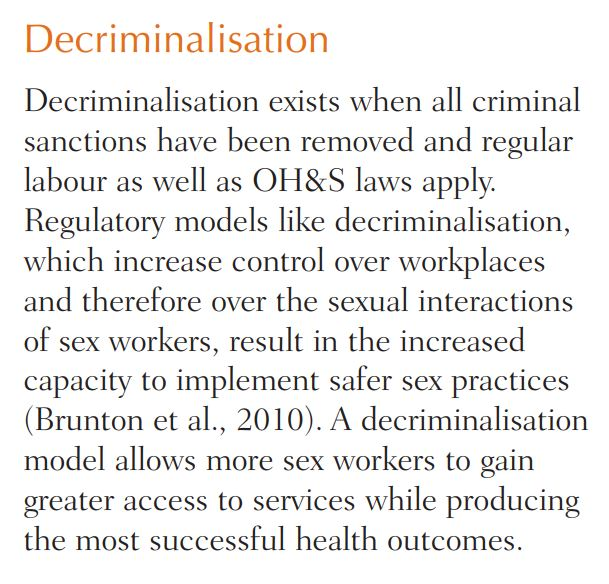 Decriminalisation
Decriminalisation exists when all criminal
sanctions have been removed and regular
labour as well as OH&S laws apply.
Regulatory models like decriminalisation,
which increase control over workplaces
and therefore over the sexual interactions
of sex workers, result in the increased
capacity to implement safer sex practices
(Brunton et al., 2010). A decriminalisation
model allows more sex workers to gain
greater access to services while producing
the most successful health outcomes.